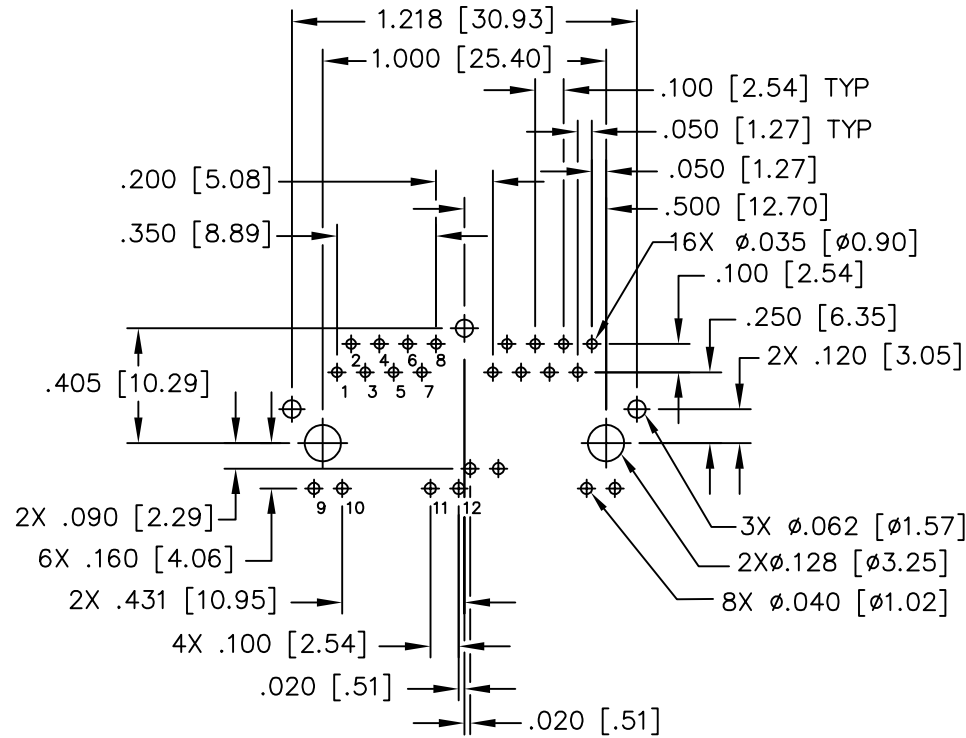 1.218 [30.93]
1.000 [25.40]
.100 [2.54] TYP
.050 [1.27] TYP
.050 [1.27]
.200 [5.08]
.500 [12.70]
.350 [8.89]
16X ø.035 [ø0.90]
.100 [2.54]
.250 [6.35]
2X .120 [3.05]
.405 [10.29]
2 4 6 8
1 3 5 7
9 10 11 12
2X .090 [2.29]
3X ø.062 [ø1.57]
6X .160 [4.06]
2Xø.128 [ø3.25]
2X .431 [10.95]
8X ø.040 [ø1.02]
4X .100 [2.54]
.020 [.51]
.020 [.51]